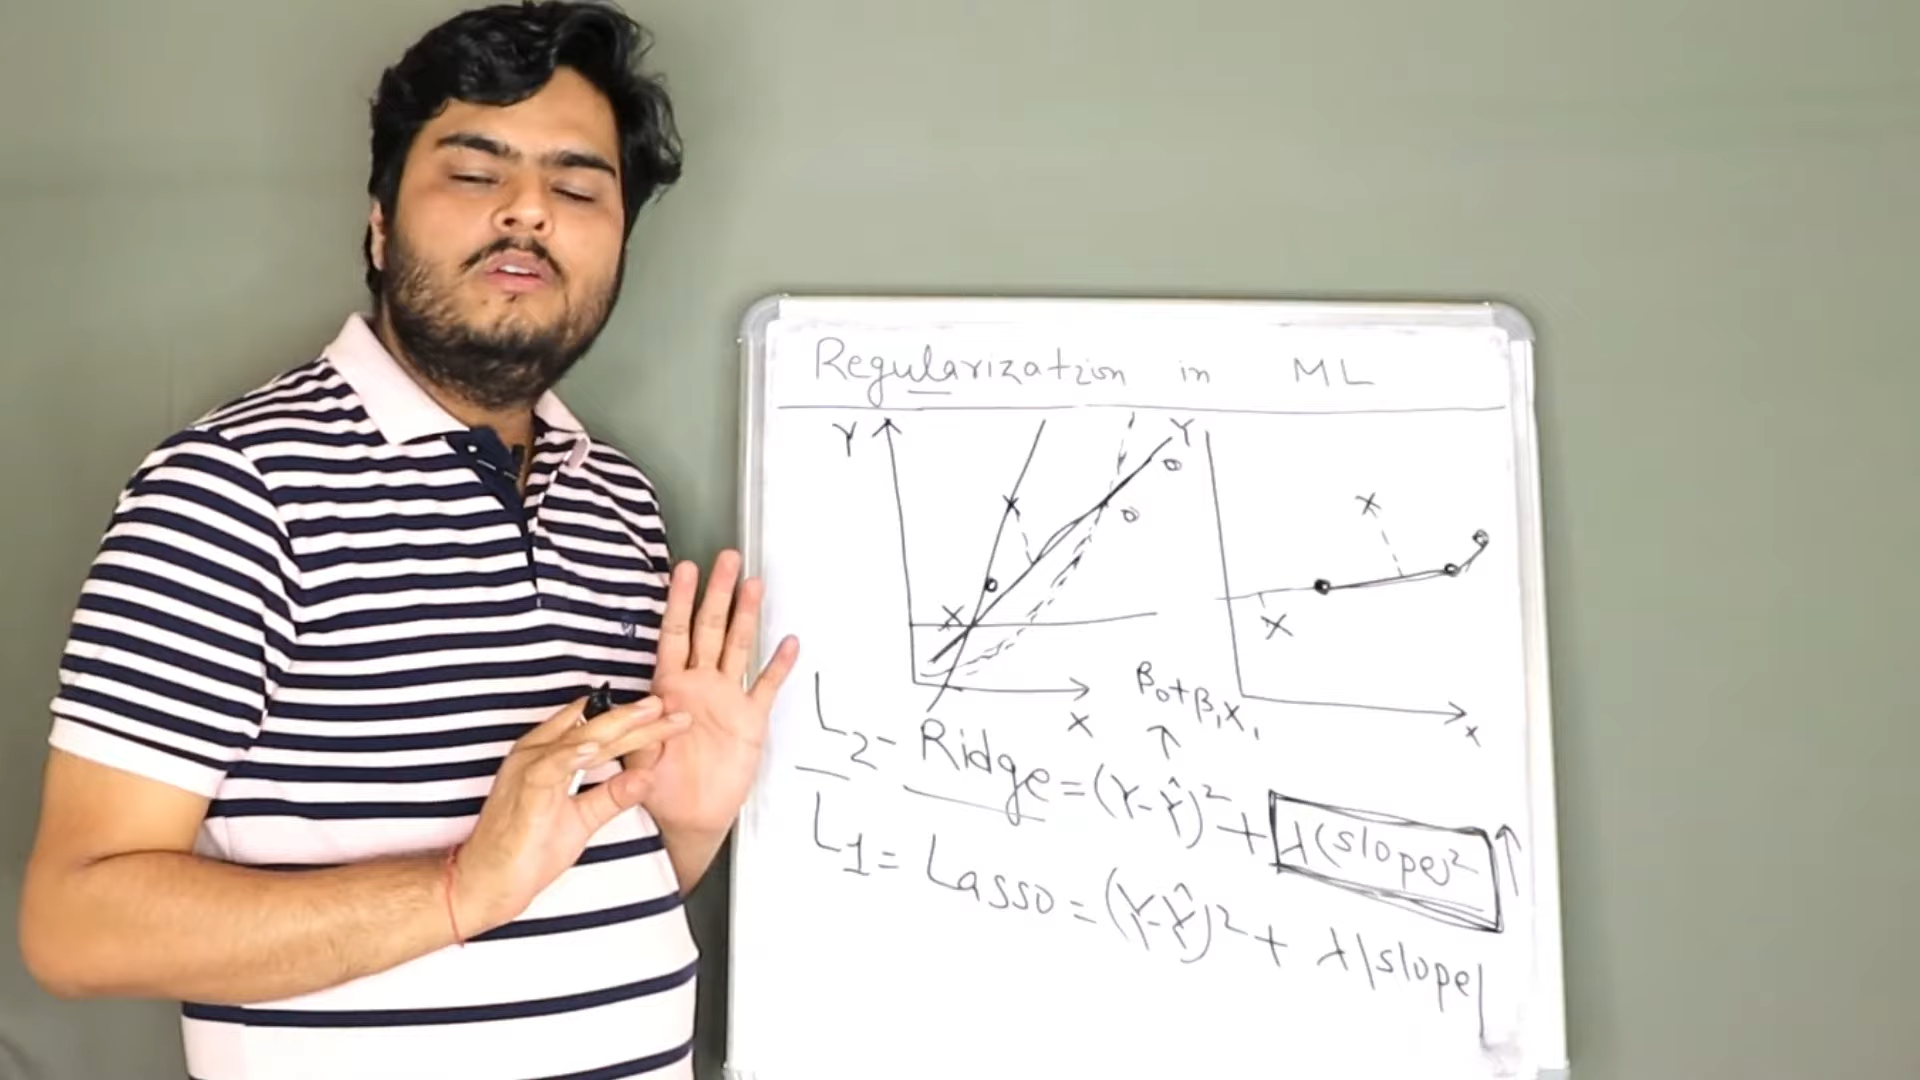 Regularization in ML
Y
Y
X
β₀+β₁X₁
x
L₂- Ridge=(Y-Ŷ)²+λ(slope)²
L₁= Lasso=(Y-Ŷ)²+ λ|slope|